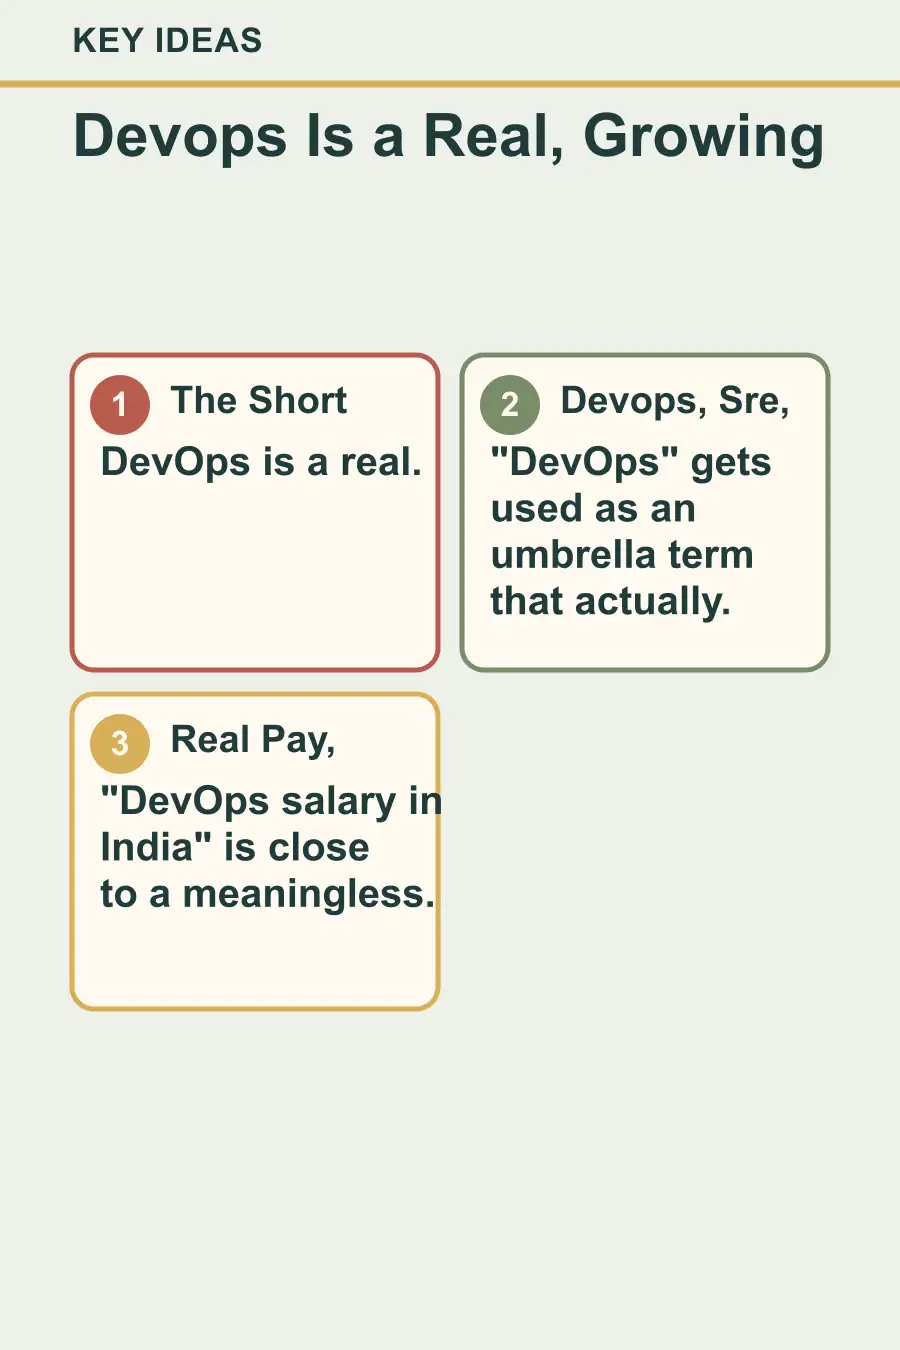 KEY IDEAS
Devops Is a Real, Growing
1 The Short
DevOps is a real.
2 Devops, Sre,
"DevOps" gets
used as an
umbrella term
that actually.
3 Real Pay,
"DevOps salary in
India" is close
to a meaningless.